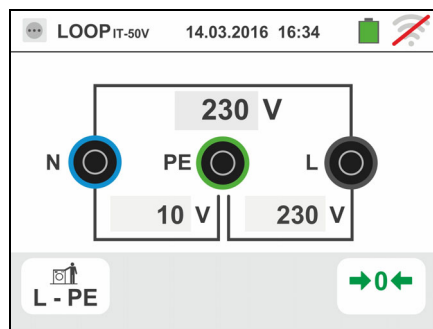 LOOP IT-50V 14.03.2016 16:34
230 V
N PE L
10 V 230 V
L - PE →0←